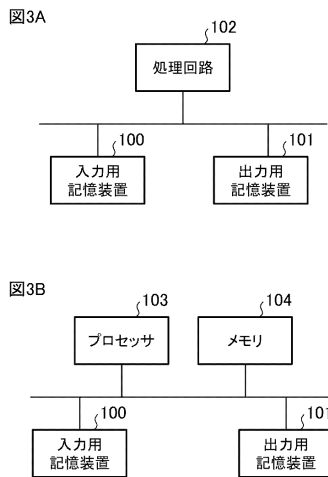 図3A
102
処理回路
100
101
入力用
記憶装置
出力用
記憶装置
図3B
103
104
プロセッサ
メモリ
100
101
入力用
記憶装置
出力用
記憶装置